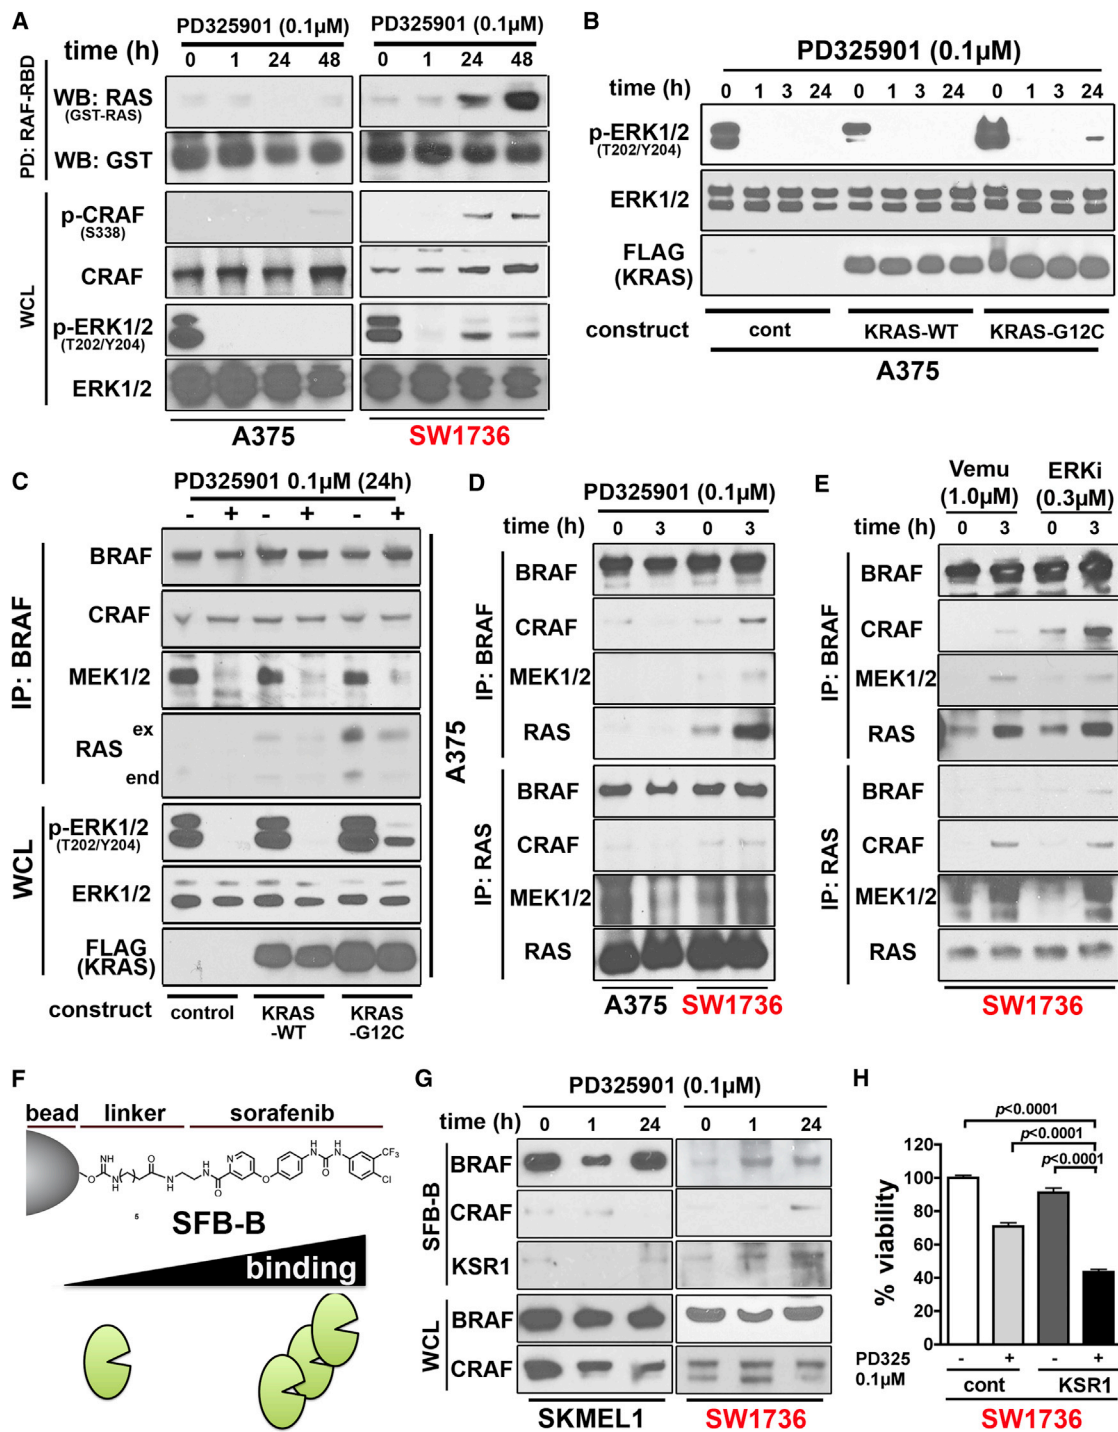 A
PD325901 (0.1µM) PD325901 (0.1µM)
time (h) 0 1 24 48 0 1 24 48
PD: RAF-RBD
WB: RAS
(GST-RAS)
WB: GST
WCL
p-CRAF
(S338)
CRAF
p-ERK1/2
(T202/Y204)
ERK1/2
A375 SW1736
B
PD325901 (0.1µM)
time (h) 0 1 3 24 0 1 3 24 0 1 3 24
p-ERK1/2
(T202/Y204)
ERK1/2
FLAG
(KRAS)
construct cont KRAS-WT KRAS-G12C
A375
C
PD325901 0.1µM (24h)
- + - + - +
IP: BRAF
BRAF
CRAF
MEK1/2
RAS ex
end
WCL
p-ERK1/2
(T202/Y204)
ERK1/2
FLAG
(KRAS)
A375
construct control KRAS KRAS
-WT -G12C
D
PD325901 (0.1µM)
time (h) 0 3 0 3
IP: BRAF
BRAF
CRAF
MEK1/2
RAS
IP: RAS
BRAF
CRAF
MEK1/2
RAS
A375 SW1736
E
Vemu ERKi
(1.0µM) (0.3µM)
time (h) 0 3 0 3
IP: BRAF
BRAF
CRAF
MEK1/2
RAS
IP: RAS
BRAF
CRAF
MEK1/2
RAS
SW1736
F
bead linker sorafenib
O NH N H O N H HN O N O H N O H N CF3 Cl
5
SFB-B
binding
G
PD325901 (0.1µM)
time (h) 0 1 24 0 1 24
SFB-B
BRAF
CRAF
KSR1
WCL
BRAF
CRAF
SKMEL1 SW1736
H
p<0.0001
p<0.0001
p<0.0001
% viability
120
100
80
60
40
20
0
PD325 - + - +
0.1µM
cont KSR1
SW1736